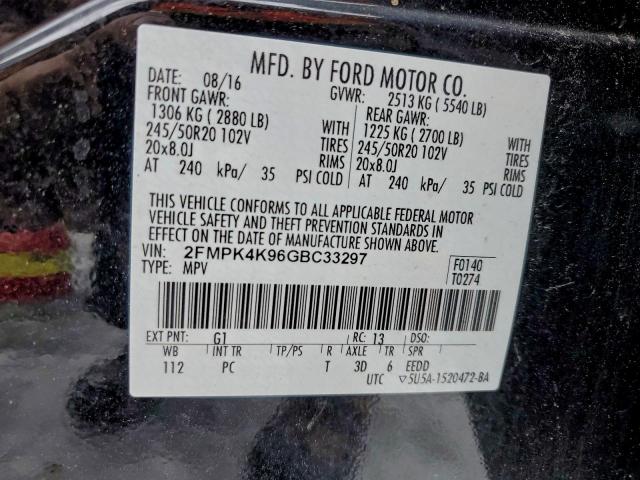 MFD. BY FORD MOTOR CO.
DATE: 08/16 GVWR: 2513 KG ( 5540 LB)
FRONT GAWR: REAR GAWR:
1306 KG ( 2880 LB) WITH 1225 KG ( 2700 LB) WITH
245/50R20 102V TIRES 245/50R20 102V TIRES
20x8.0J RIMS 20x8.0J RIMS
AT 240 kPa/ 35 PSI COLD AT 240 kPa/ 35 PSI COLD
THIS VEHICLE CONFORMS TO ALL APPLICABLE FEDERAL MOTOR
VEHICLE SAFETY AND THEFT PREVENTION STANDARDS IN
EFFECT ON THE DATE OF MANUFACTURE SHOWN ABOVE.
VIN: 2FMPK4K96GBC33297 F0140
TYPE: MPV T0274
EXT PNT: G1 RC: 13 DSO:
WB INT TR TP/PS R AXLE TR SPR
112 PC T 3D 6 EEDD
UTC ▽5U5A-1520472-BA